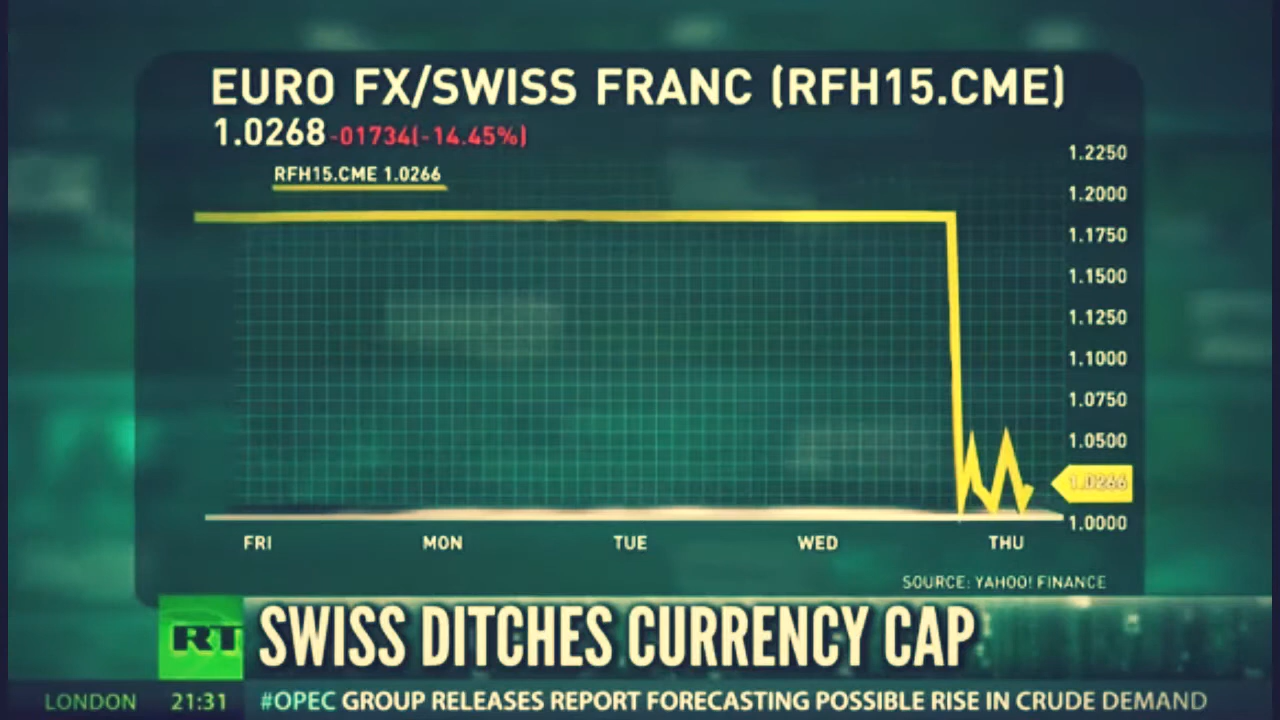 EURO FX/SWISS FRANC (RFH15.CME)
1.0268 -01734(-14.45%)
RFH15.CME 1.0266
1.2250
1.2000
1.1750
1.1500
1.1250
1.1000
1.0750
1.0500
1.0266
1.0000
FRI MON TUE WED THU
SOURCE: YAHOO! FINANCE
RT SWISS DITCHES CURRENCY CAP
LONDON 21:31 #OPEC GROUP RELEASES REPORT FORECASTING POSSIBLE RISE IN CRUDE DEMAND